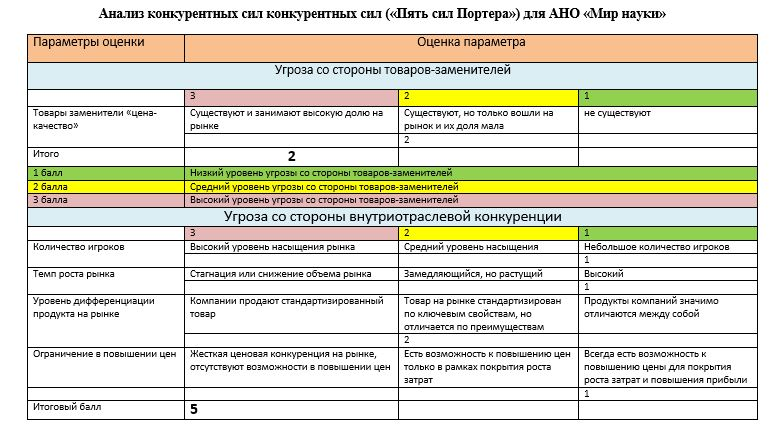 Анализ конкурентных сил конкурентных сил («Пять сил Портера») для АНО «Мир науки»
Параметры оценки Оценка параметра
Угроза со стороны товаров-заменителей
3 2 1
Товары заменители «цена- Существуют и занимают высокую долю на Существуют, но только вошли на не существуют
качество» рынке рынок и их доля мала
2
Итого 2
1 балл Низкий уровень угрозы со стороны товаров-заменителей
2 балла Средний уровень угрозы со стороны товаров-заменителей
3 балла Высокий уровень угрозы со стороны товаров-заменителей
Угроза со стороны внутриотраслевой конкуренции
3 2 1
Количество игроков Высокий уровень насыщения рынка Средний уровень насыщения Небольшое количество игроков
1
Темп роста рынка Стагнация или снижение объема рынка Замедляющийся, но растущий Высокий
1
Уровень дифференциации Компании продают стандартизированный Товар на рынке стандартизирован Продукты компаний значимо
продукта на рынке товар по ключевым свойствам, но отличаются между собой
отличается по преимуществам
2
Ограничение в повышении цен Жесткая ценовая конкуренция на рынке, Есть возможность к повышению цен Всегда есть возможность к
отсутствуют возможности в повышении цен только в рамках покрытия роста повышению цены для покрытия
затрат роста затрат и повышения прибыли
1
Итоговый балл 5